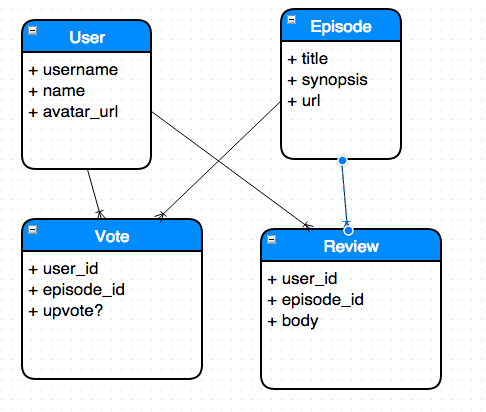 User
+ username
+ name
+ avatar_url
Episode
+ title
+ synopsis
+ url
Vote
+ user_id
+ episode_id
+ upvote?
Review
+ user_id
+ episode_id
+ body